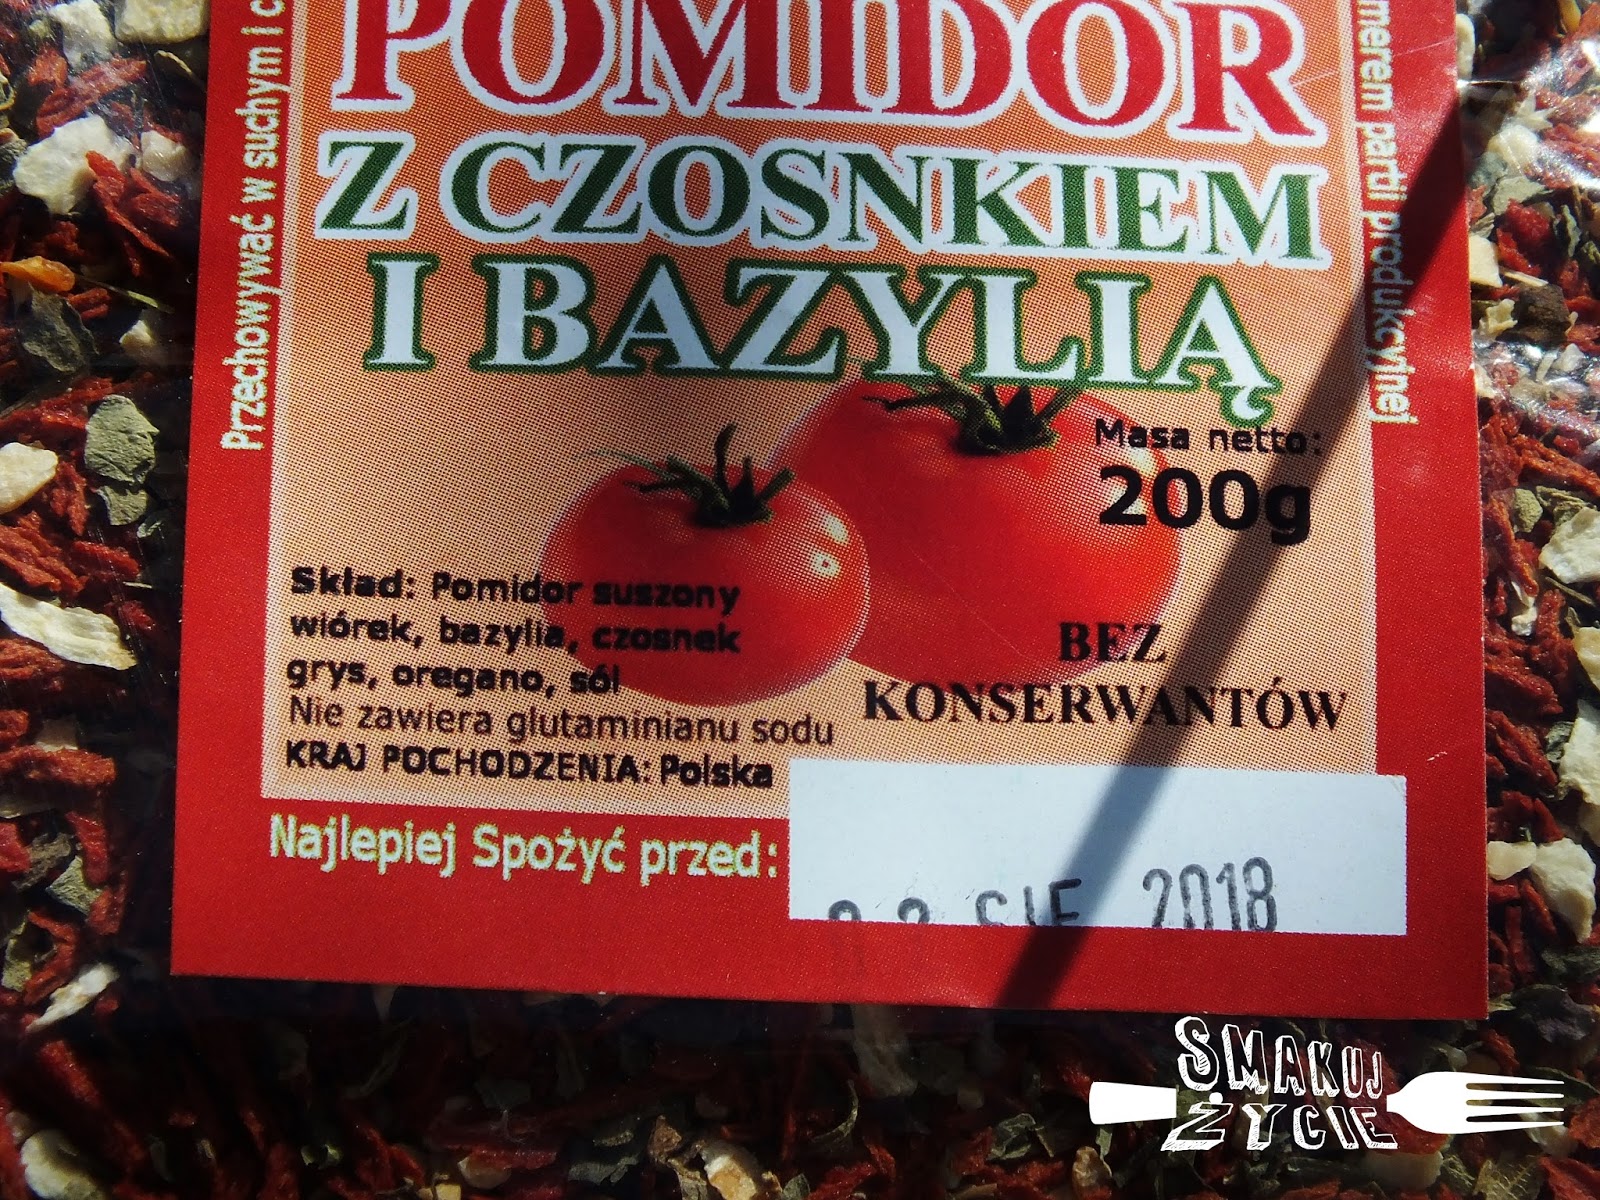 POMIDOR
Z CZOSNKIEM
I BAZYLIĄ
Masa netto:
200g
Skład: Pomidor suszony
wiórek, bazylia, czosnek
grys, oregano, sól
Nie zawiera glutaminianu sodu
KRAJ POCHODZENIA: Polska
BEZ
KONSERWANTÓW
Najlepiej Spożyć przed:
SIE 2018
Przechowywać w suchym i
partii produkcyjnej
SMAKUJ
ŻYCIE